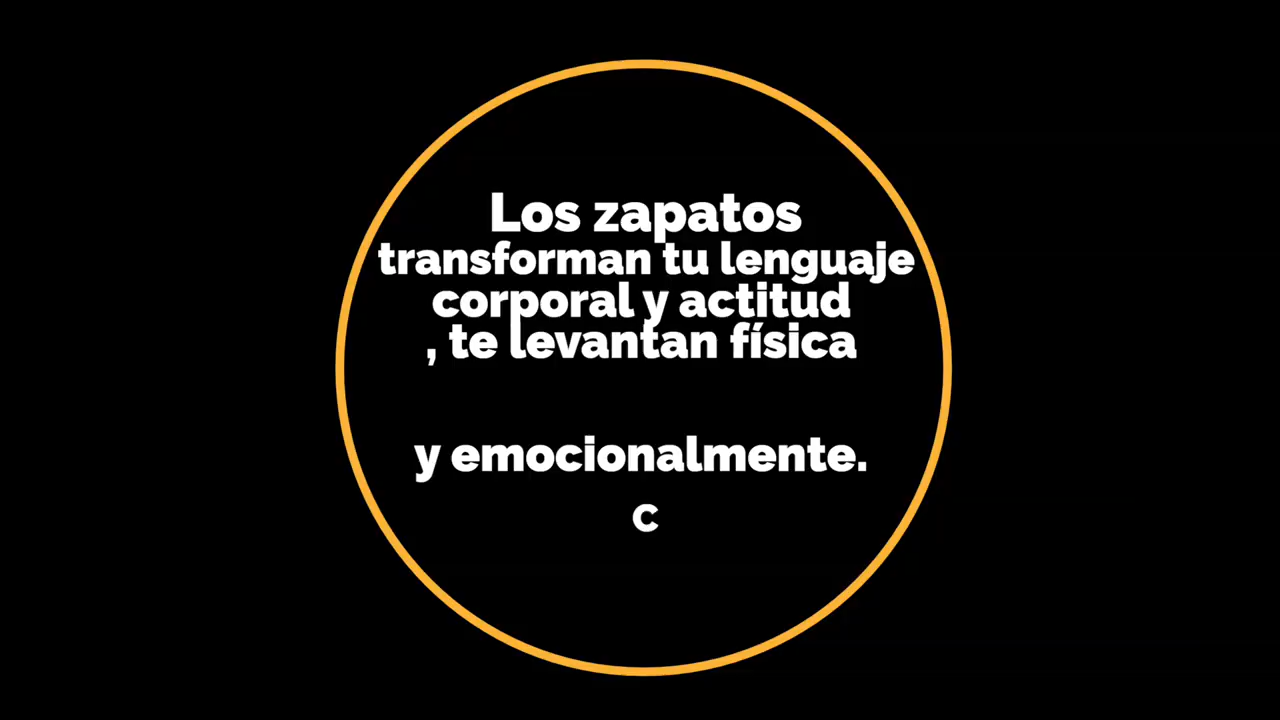 Los zapatos
transforman tu lenguaje
corporal y actitud
, te levantan física
y emocionalmente.
c